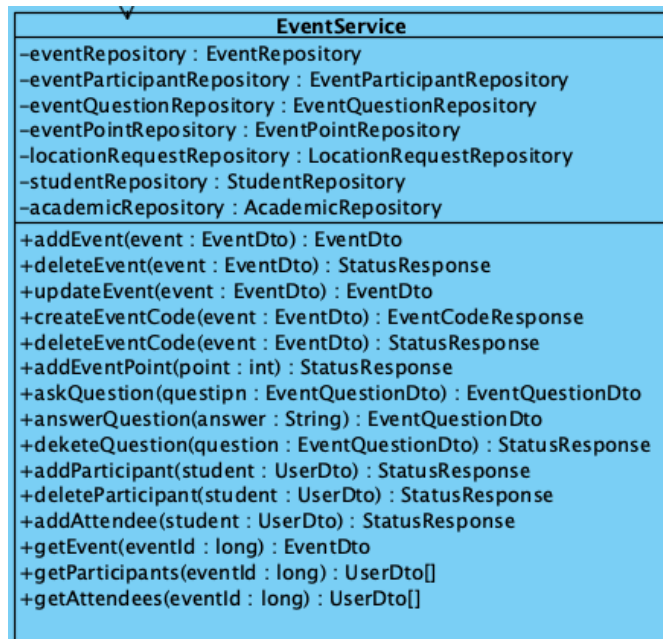 EventService
-eventRepository : EventRepository
-eventParticipantRepository : EventParticipantRepository
-eventQuestionRepository : EventQuestionRepository
-eventPointRepository : EventPointRepository
-locationRequestRepository : LocationRequestRepository
-studentRepository : StudentRepository
-academicRepository : AcademicRepository
+addEvent(event : EventDto) : EventDto
+deleteEvent(event : EventDto) : StatusResponse
+updateEvent(event : EventDto) : EventDto
+createEventCode(event : EventDto) : EventCodeResponse
+deleteEventCode(event : EventDto) : StatusResponse
+addEventPoint(point : int) : StatusResponse
+askQuestion(questipn : EventQuestionDto) : EventQuestionDto
+answerQuestion(answer : String) : EventQuestionDto
+deketeQuestion(question : EventQuestionDto) : StatusResponse
+addParticipant(student : UserDto) : StatusResponse
+deleteParticipant(student : UserDto) : StatusResponse
+addAttendee(student : UserDto) : StatusResponse
+getEvent(eventId : long) : EventDto
+getParticipants(eventId : long) : UserDto[]
+getAttendees(eventId : long) : UserDto[]